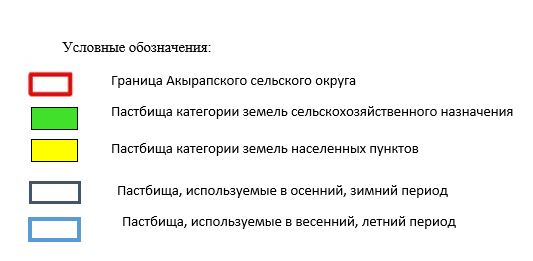 Условные обозначения:
Граница Акырапского сельского округа
Пастбища категории земель сельскохозяйственного назначения
Пастбища категории земель населенных пунктов
Пастбища, используемые в осенний, зимний период
Пастбища, используемые в весенний, летний период